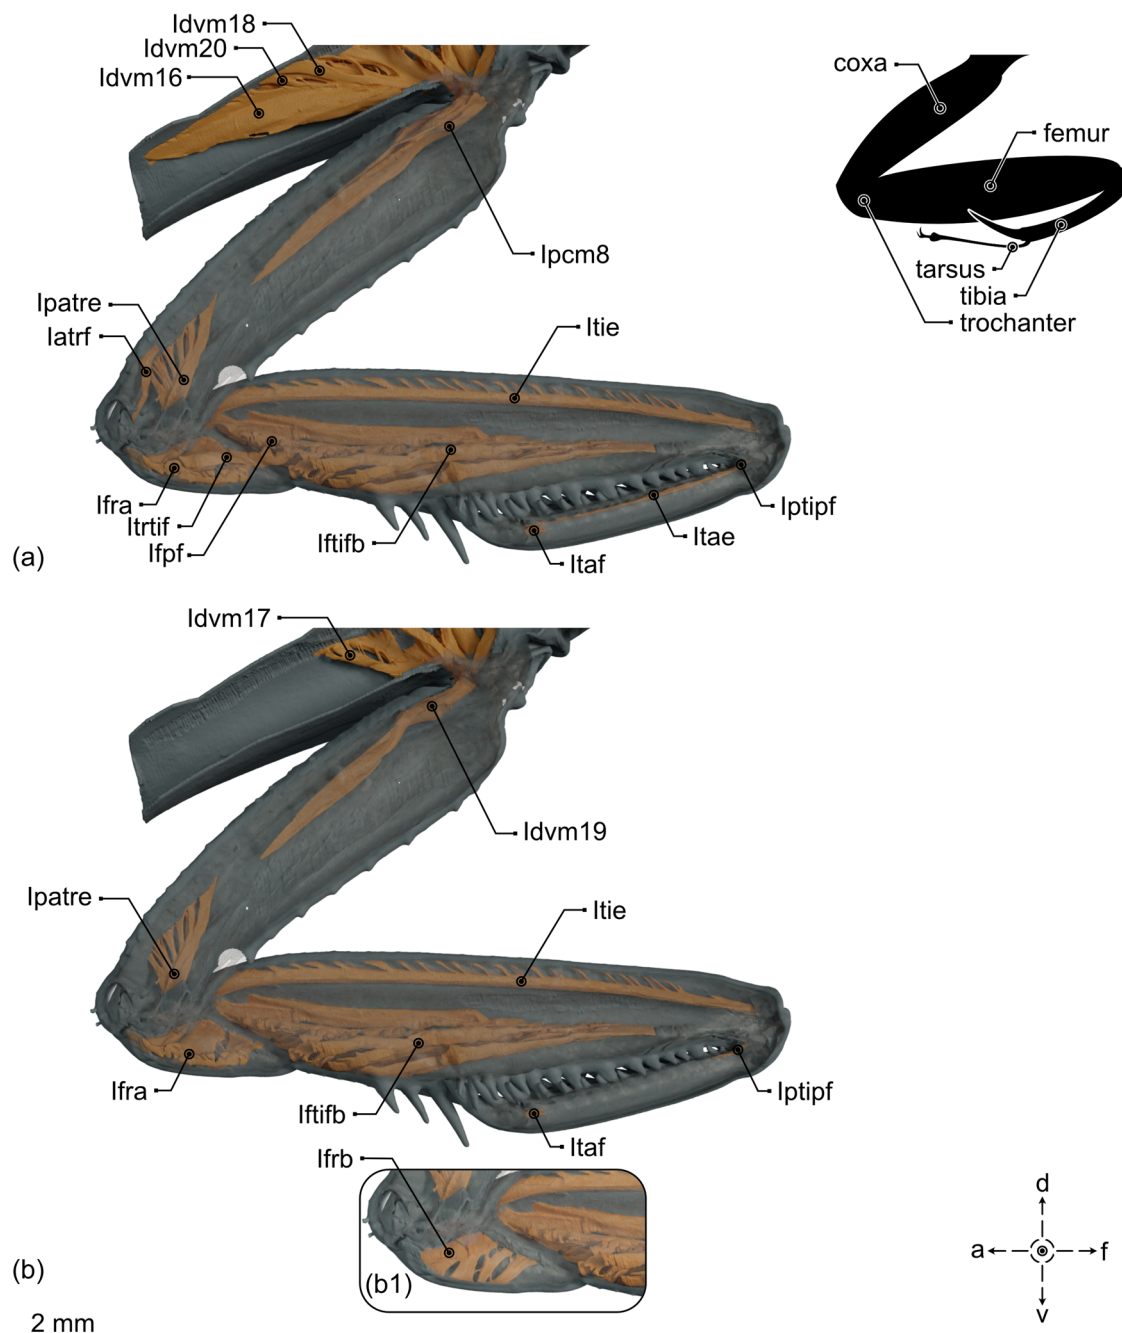 Idvm18
Idvm20
Idvm16
coxa
femur
Ipcm8
tarsus
tibia
trochanter
Ipatre
Iatrf
Itie
Ifra
Itrtif
Ifpf
Iftifb
Itaf
Itae
Iptipf
(a)
Idvm17
Idvm19
Ipatre
Itie
Ifra
Iftifb
Itaf
Iptipf
Ifrb
(b1)
(b)
d
a
f
v
2 mm